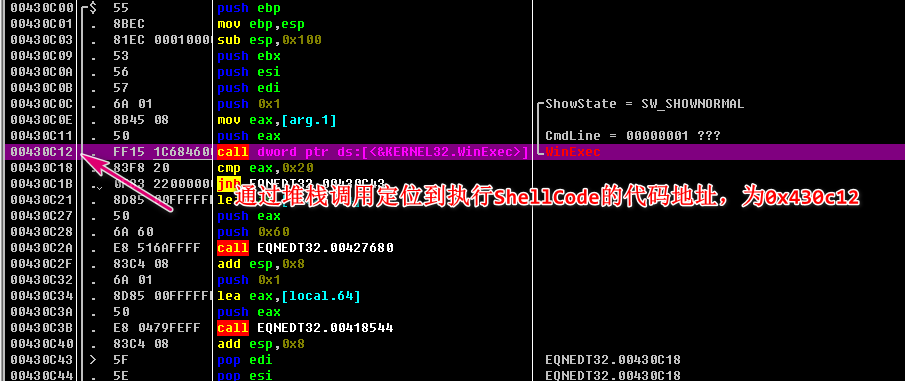 00430C00 $ 55 push ebp
00430C01 . 8BEC mov ebp,esp
00430C03 . 81EC 0001000 sub esp,0x100
00430C09 . 53 push ebx
00430C0A . 56 push esi
00430C0B . 57 push edi
00430C0C . 6A 01 push 0x1 ShowState = SW_SHOWNORMAL
00430C0E . 8B45 08 mov eax,[arg.1]
00430C11 . 50 push eax CmdLine = 00000001 ???
00430C12 . FF15 1C68460 call dword ptr ds:[<&KERNEL32.WinExec>] WinExec
00430C18 . 83F8 20 cmp eax,0x20
00430C1B 0F83 2200000 jnb EQNEDT32.00430C43
通过堆栈调用定位到执行ShellCode的代码地址，为0x430c12
00430C21 . 8D85 00FFFFF lea
00430C27 . 50 push eax
00430C28 . 6A 60 push 0x60
00430C2A . E8 516AFFFF call EQNEDT32.00427680
00430C2F . 83C4 08 add esp,0x8
00430C32 . 6A 01 push 0x1
00430C34 . 8D85 00FFFFF lea eax,[local.64]
00430C3A . 50 push eax
00430C3B . E8 0479FEFF call EQNEDT32.00418544
00430C40 . 83C4 08 add esp,0x8
00430C43 > 5F pop edi EQNEDT32.00430C18
00430C44 . 5E pop esi EQNEDT32.00430C18